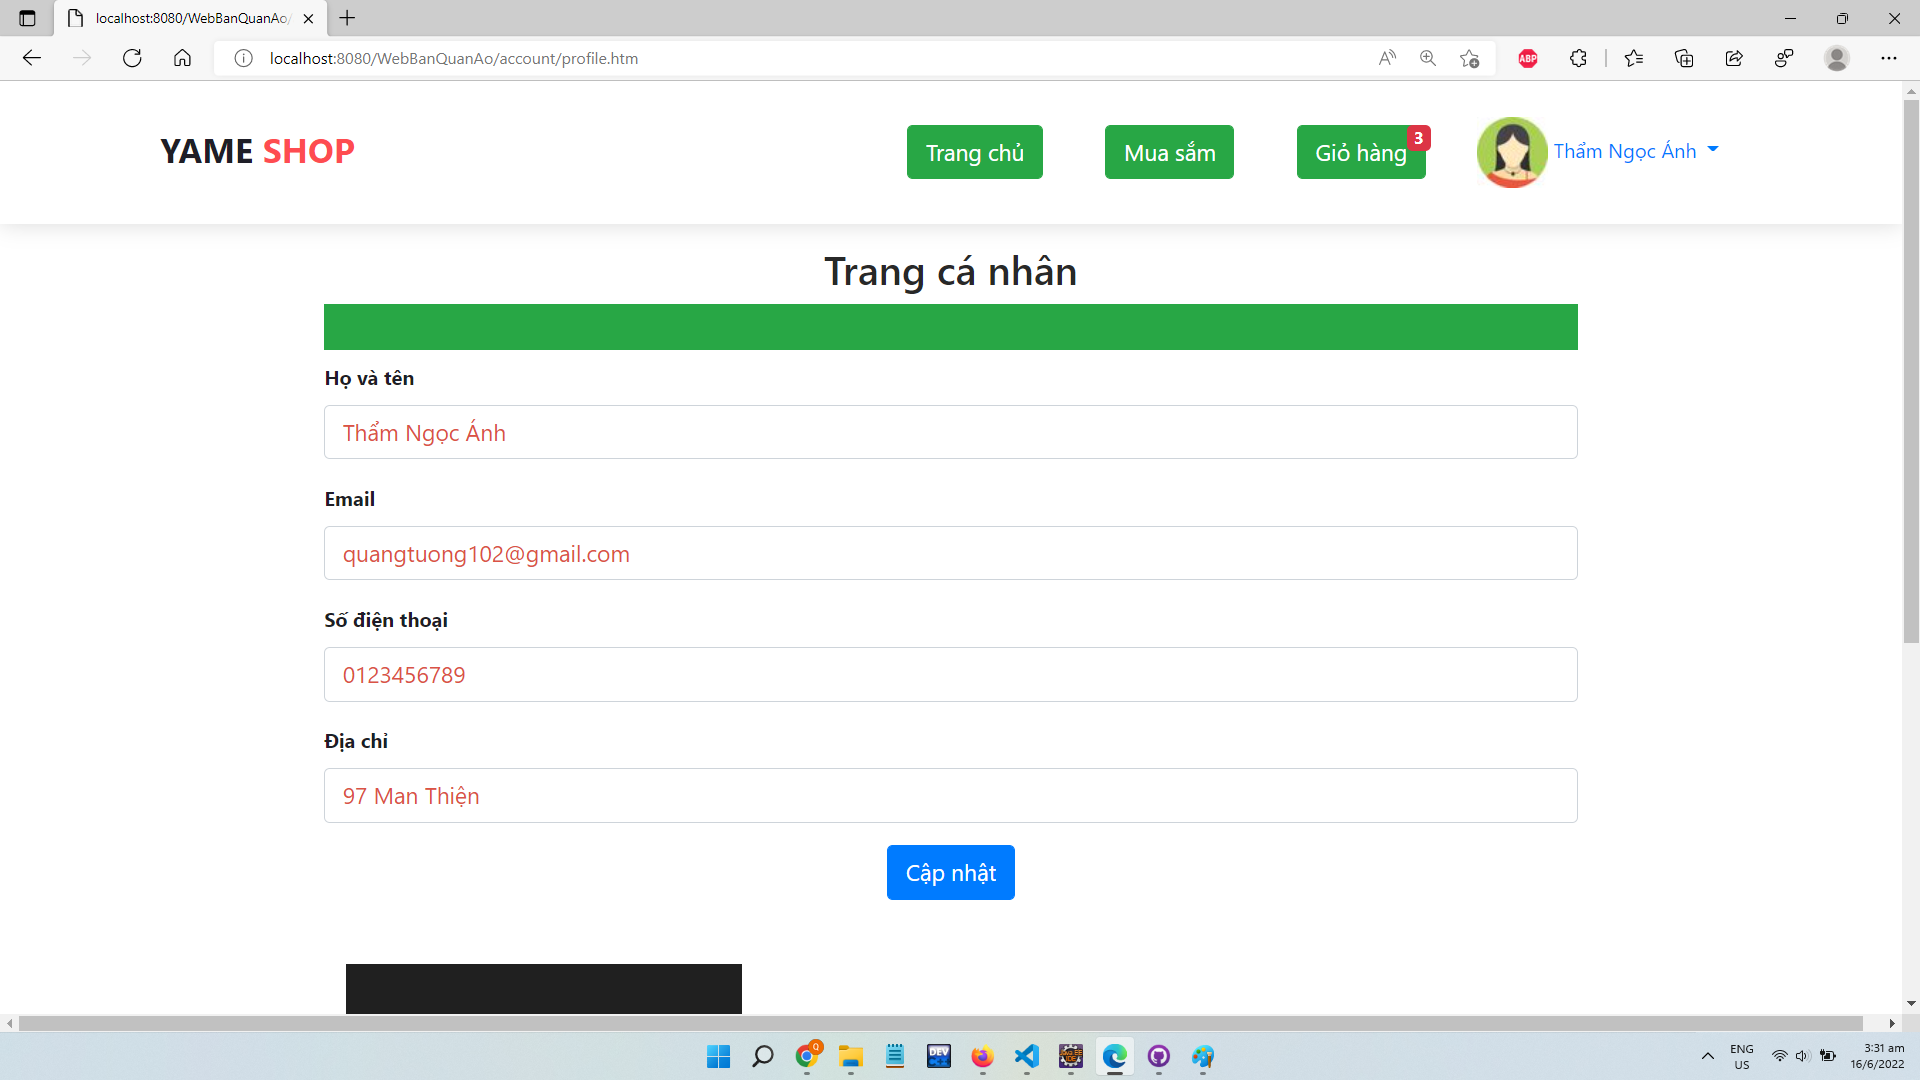 localhost:8080/WebBanQuanAo/
localhost:8080/WebBanQuanAo/account/profile.htm
ABP
YAME SHOP
Trang chủ
Mua sắm
Giỏ hàng
3
Thẩm Ngọc Ánh
Trang cá nhân
Họ và tên
Thẩm Ngọc Ánh
Email
quangtuong102@gmail.com
Số điện thoại
0123456789
Địa chỉ
97 Man Thiện
Cập nhật
Q
DEV
ENG
US
3:31 am
16/6/2022